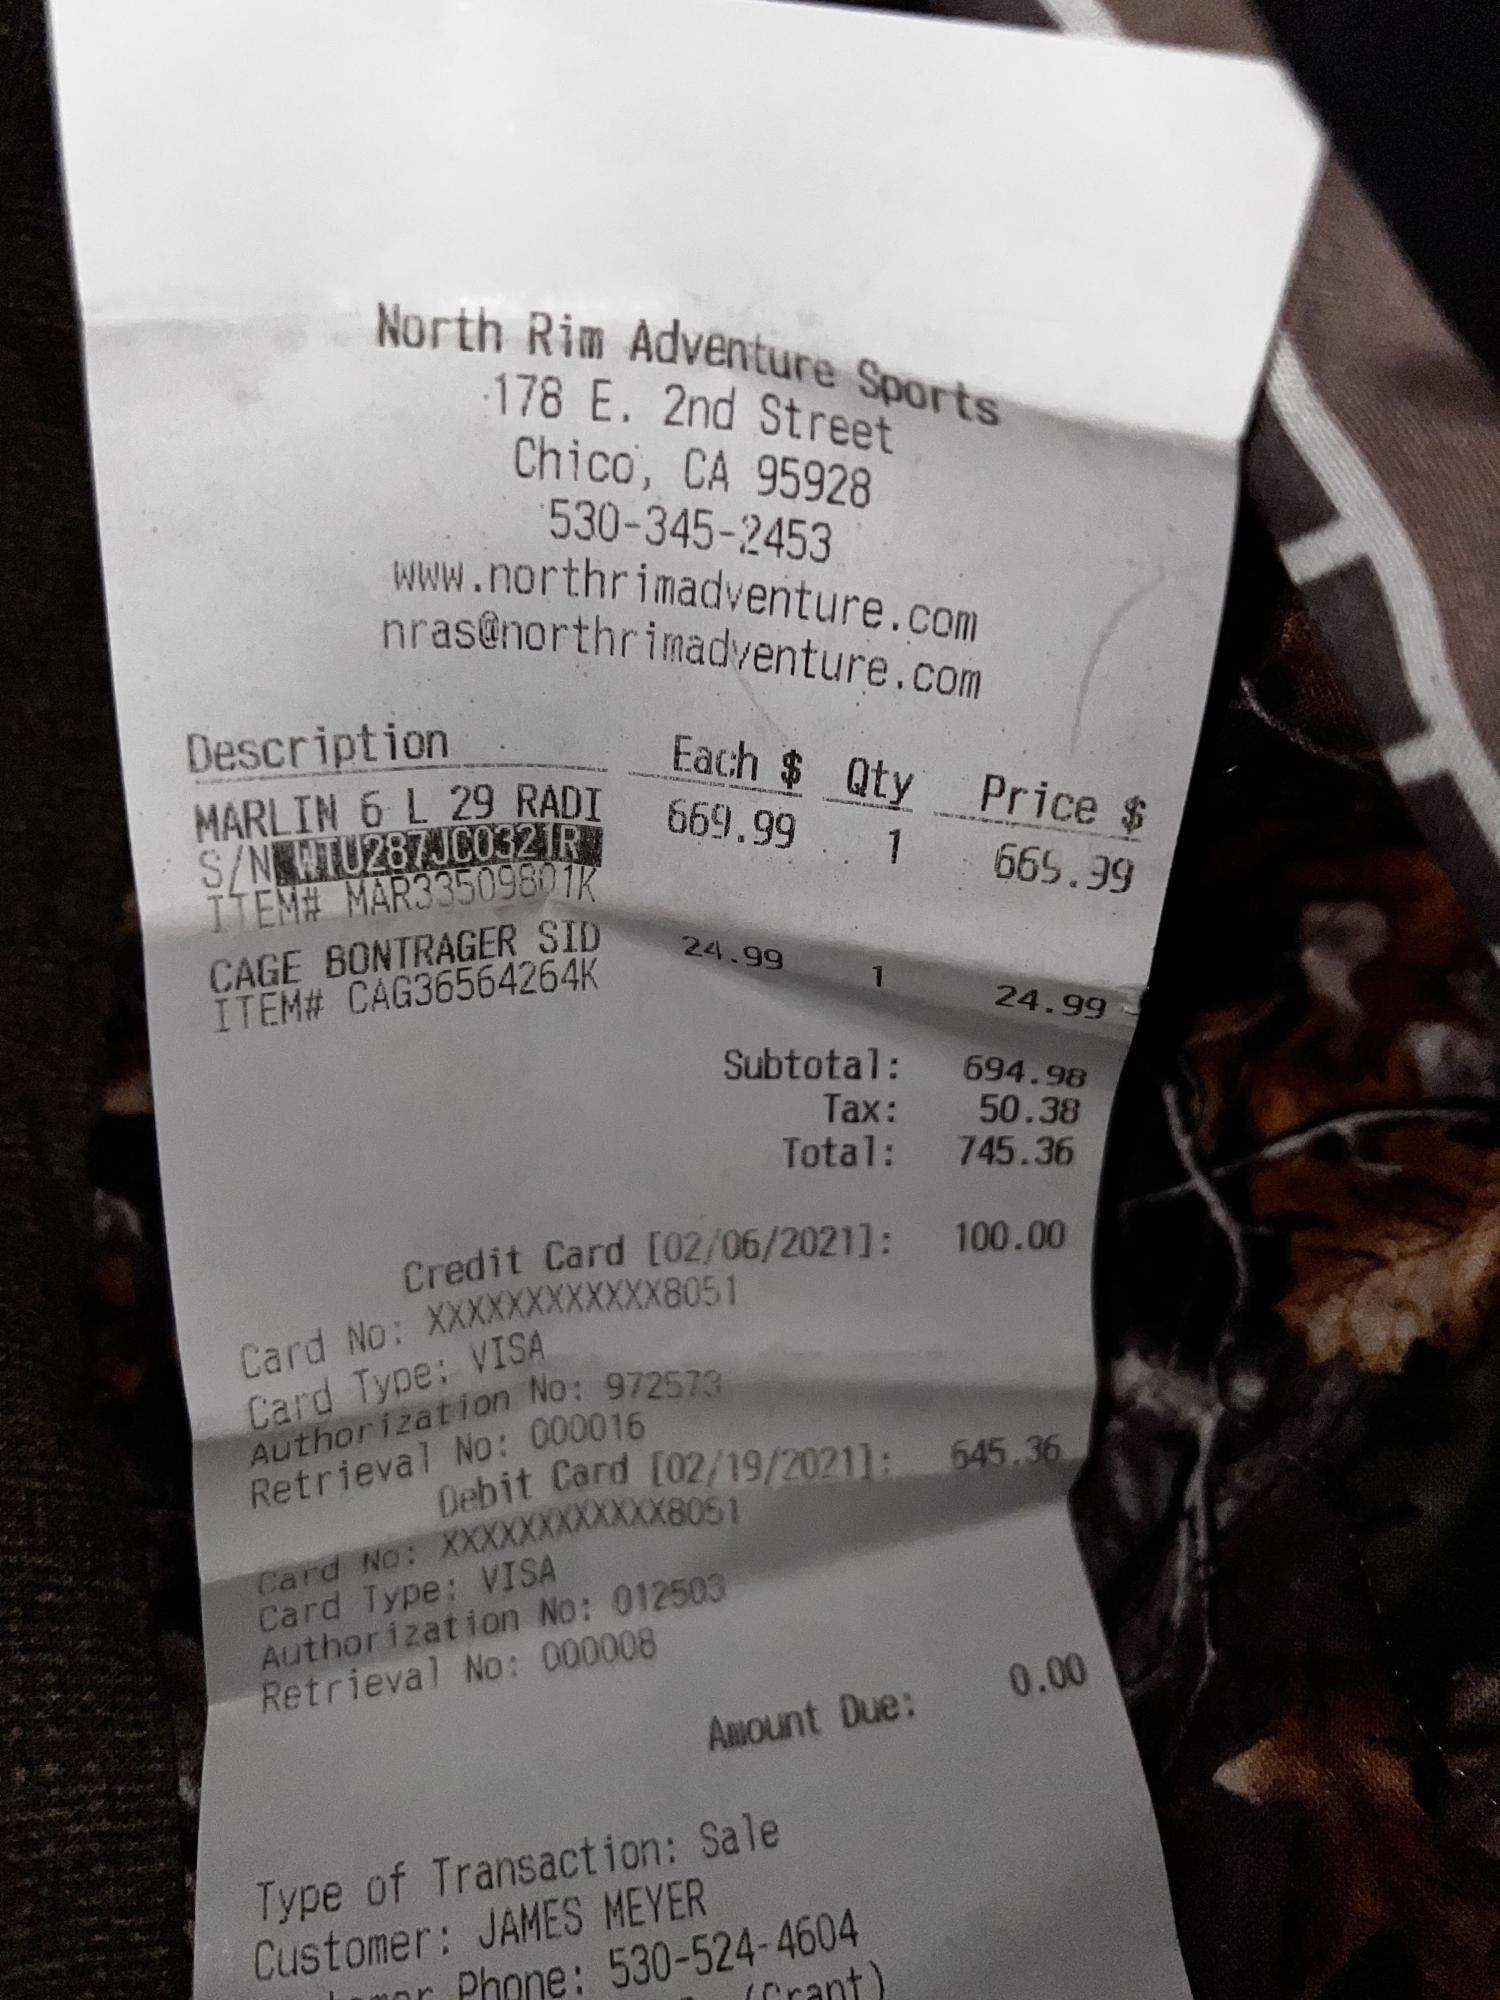 North Rim Adventure Sports
178 E. 2nd Street
Chico, CA 95928
530-345-2453
www.northrimadventure.com
nras@northrimadventure.com
Description Each $ Qty Price $
MARLIN 6 L 29 RADI 669.99 1 669.99
S/N WTU287JC0321R
ITEM# MAR33509801K
CAGE BONTRAGER SID 24.99 1 24.99
ITEM# CAG36564264K
Subtotal: 694.98
Tax: 50.38
Total: 745.36
Credit Card [02/06/2021]: 100.00
Card No: XXXXXXXXXXXX8051
Card Type: VISA
Authorization No: 972573
Retrieval No: 000016
Debit Card [02/19/2021]: 645.36
Card No: XXXXXXXXXXXX8051
Card Type: VISA
Authorization No: 012503
Retrieval No: 000008
Amount Due: 0.00
Type of Transaction: Sale
Customer: JAMES MEYER
Phone: 530-524-4604
(Grant)